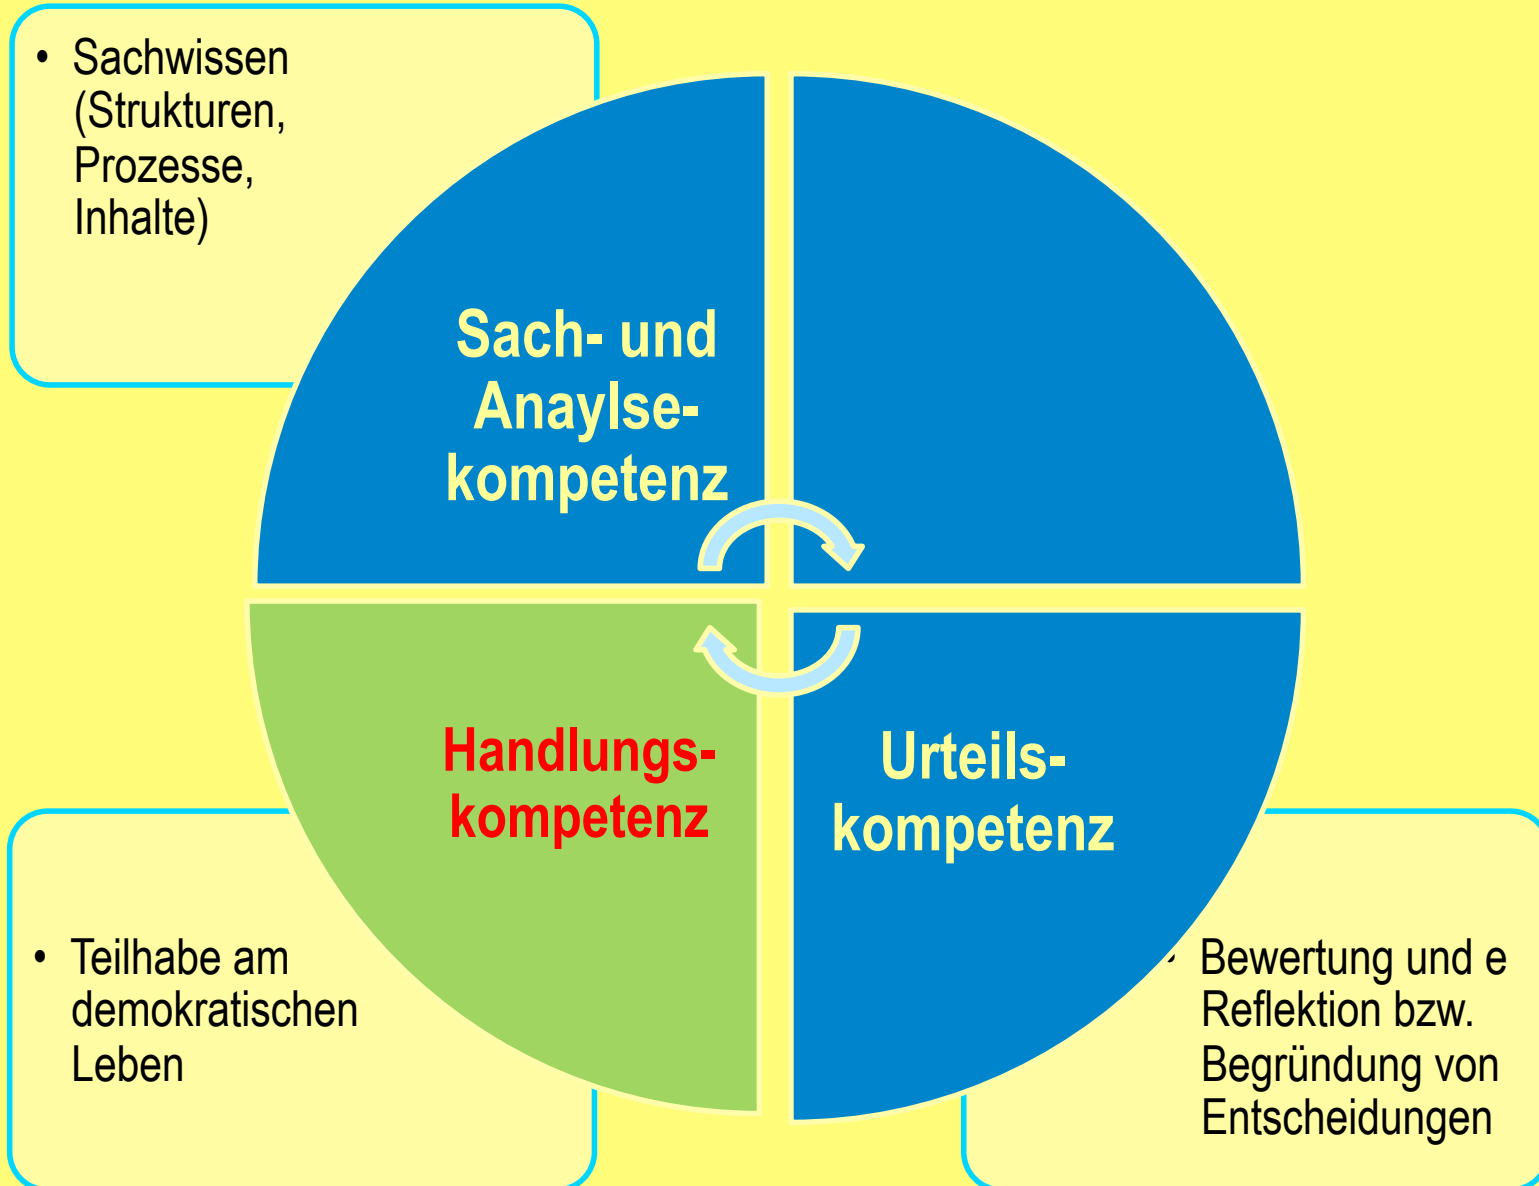 • Sachwissen
(Strukturen,
Prozesse,
Inhalte)
Sach- und
Anaylse-
kompetenz
Handlungs-
kompetenz
Urteils-
kompetenz
• Teilhabe am
demokratischen
Leben
• Bewertung und e
Reflektion bzw.
Begründung von
Entscheidungen